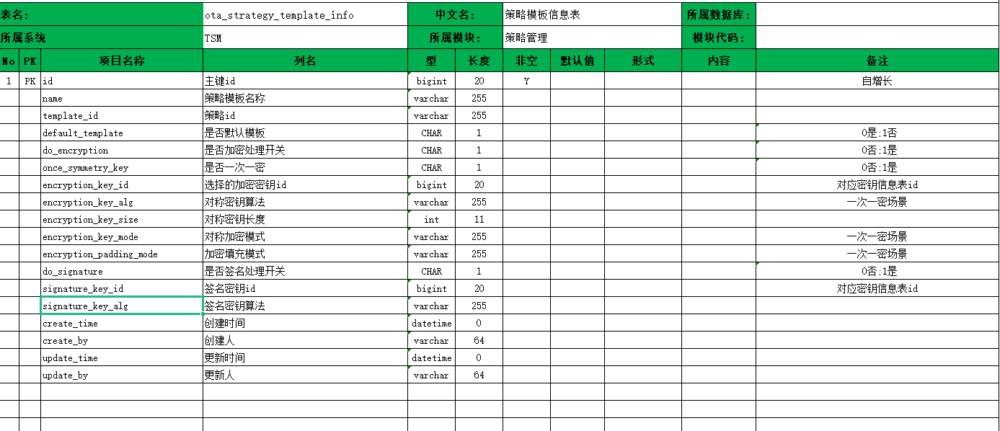 表名： ota_strategy_template_info 中文名： 策略模板信息表 所属数据库：
所属系统 TSM 所属模块： 策略管理 模块代码：
No PK 项目名称 列名 型 长度 非空 默认值 形式 内容 备注
1 PK id 主键id bigint 20 Y 自增长
name 策略模板名称 varchar 255
template_id 策略id varchar 255
default_template 是否默认模板 CHAR 1 0是;1否
do_encryption 是否加密处理开关 CHAR 1 0否;1是
once_symmetry_key 是否一次一密 CHAR 1 0否;1是
encryption_key_id 选择的加密密钥id bigint 20 对应密钥信息表id
encryption_key_alg 对称密钥算法 varchar 255 一次一密场景
encryption_key_size 对称密钥长度 int 11
encryption_key_mode 对称加密模式 varchar 255 一次一密场景
encryption_padding_mode 加密填充模式 varchar 255 一次一密场景
do_signature 是否签名处理开关 CHAR 1 0否;1是
signature_key_id 签名密钥id bigint 20 对应密钥信息表id
signature_key_alg 签名密钥算法 varchar 255
create_time 创建时间 datetime 0
create_by 创建人 varchar 64
update_time 更新时间 datetime 0
update_by 更新人 varchar 64